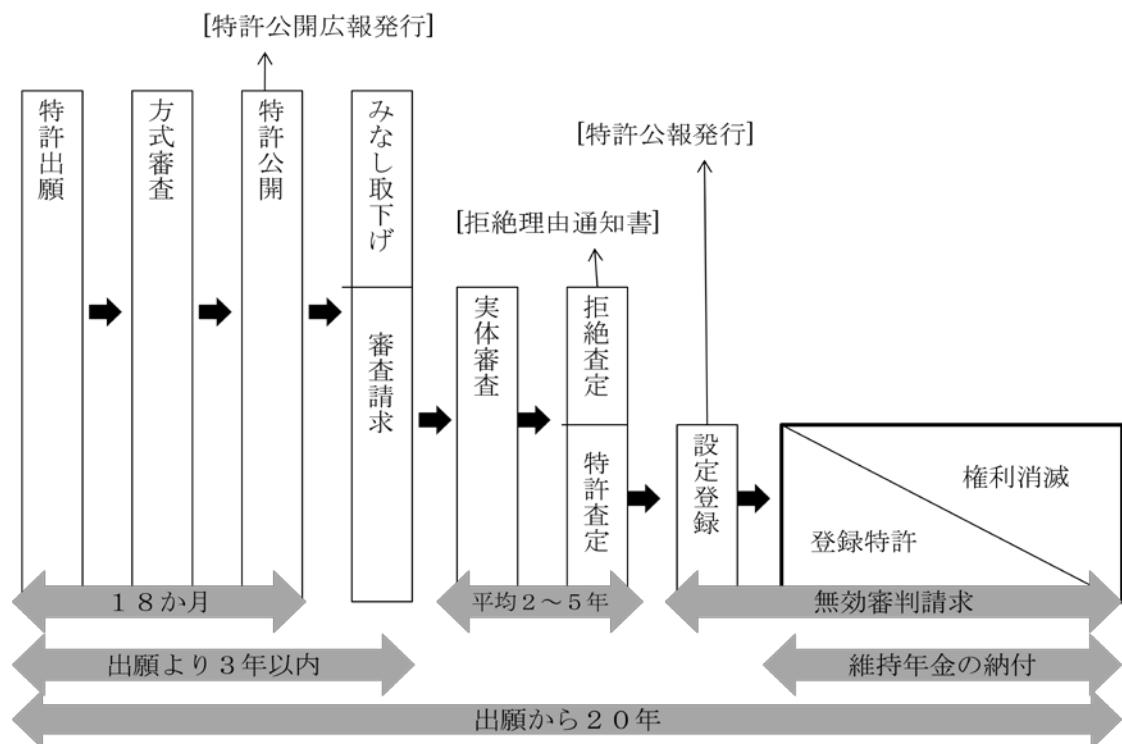 [特許公開広報発行]
特許出願
方式審査
特許公開
みなし取下げ
審査請求
[特許公報発行]
[拒絶理由通知書]
実体審査
拒絶査定
特許査定
設定登録
権利消滅
登録特許
18か月
平均2～5年
無効審判請求
出願より3年以内
維持年金の納付
出願から20年